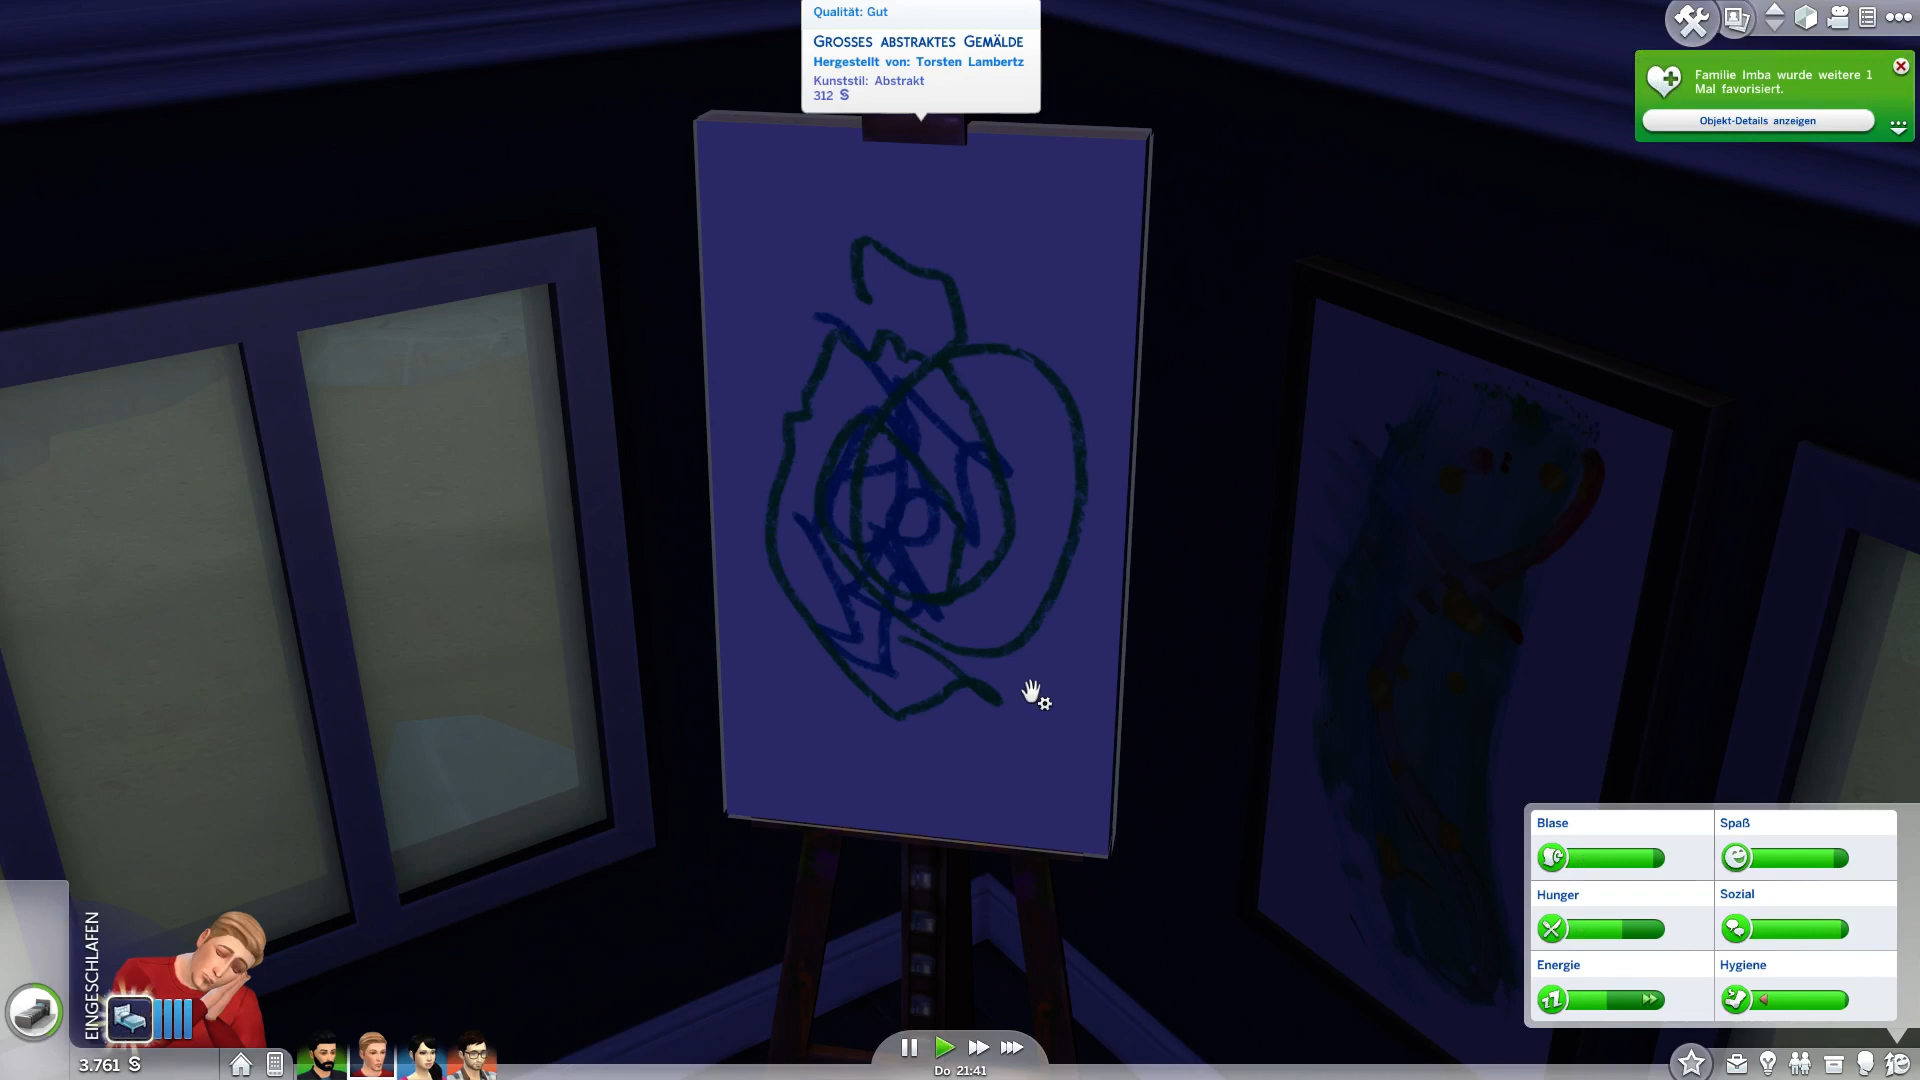 Qualität: Gut
GROSSES ABSTRAKTES GEMÄLDE
Hergestellt von: Torsten Lambertz
Kunststil: Abstrakt
312 §
Familie Imba wurde weitere 1
Mal favorisiert.
Objekt-Details anzeigen
Blase
Spaß
Hunger
Sozial
Energie
Hygiene
EINGESCHLAFEN
3.761 §
Do 21:41